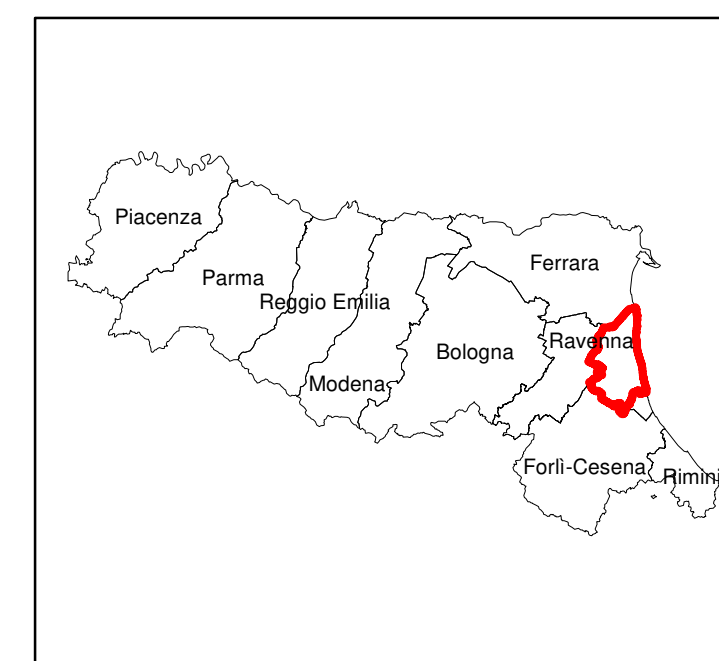 Piacenza
Ferrara
Parma
Reggio Emilia
Ravenna
Bologna
Modena
Forlì-Cesena
Rimini